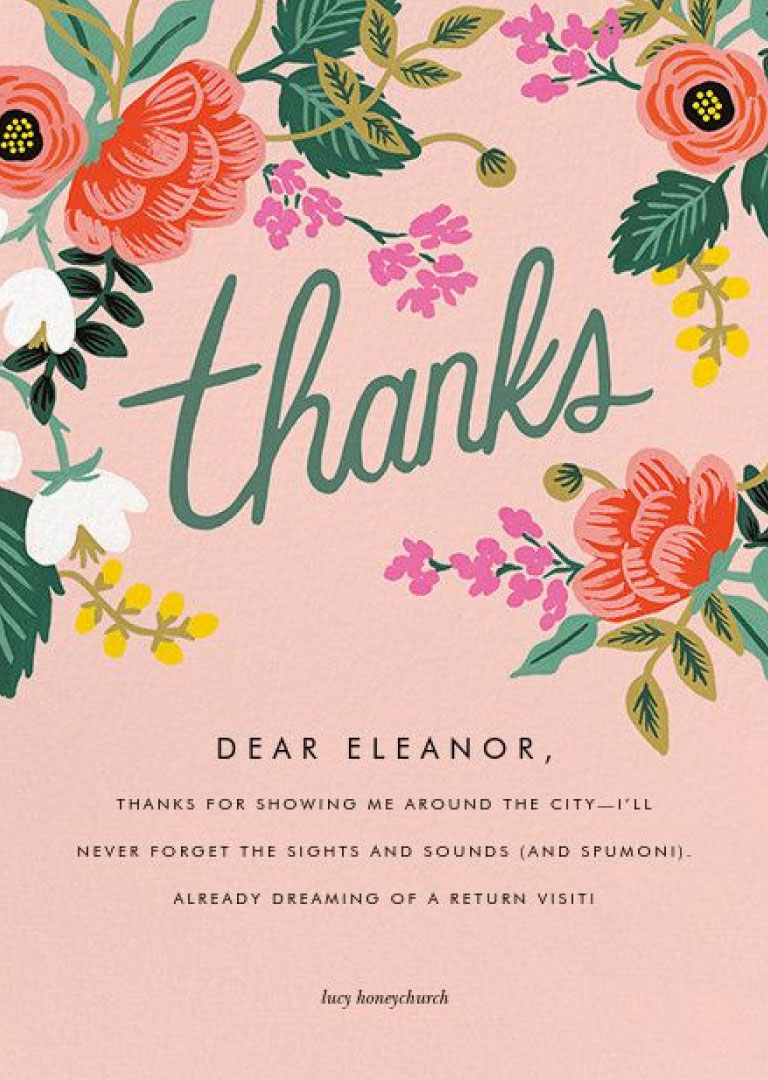 thanks
DEAR ELEANOR,
THANKS FOR SHOWING ME AROUND THE CITY—I'LL
NEVER FORGET THE SIGHTS AND SOUNDS (AND SPUMONI).
ALREADY DREAMING OF A RETURN VISIT!
lucy honeychurch